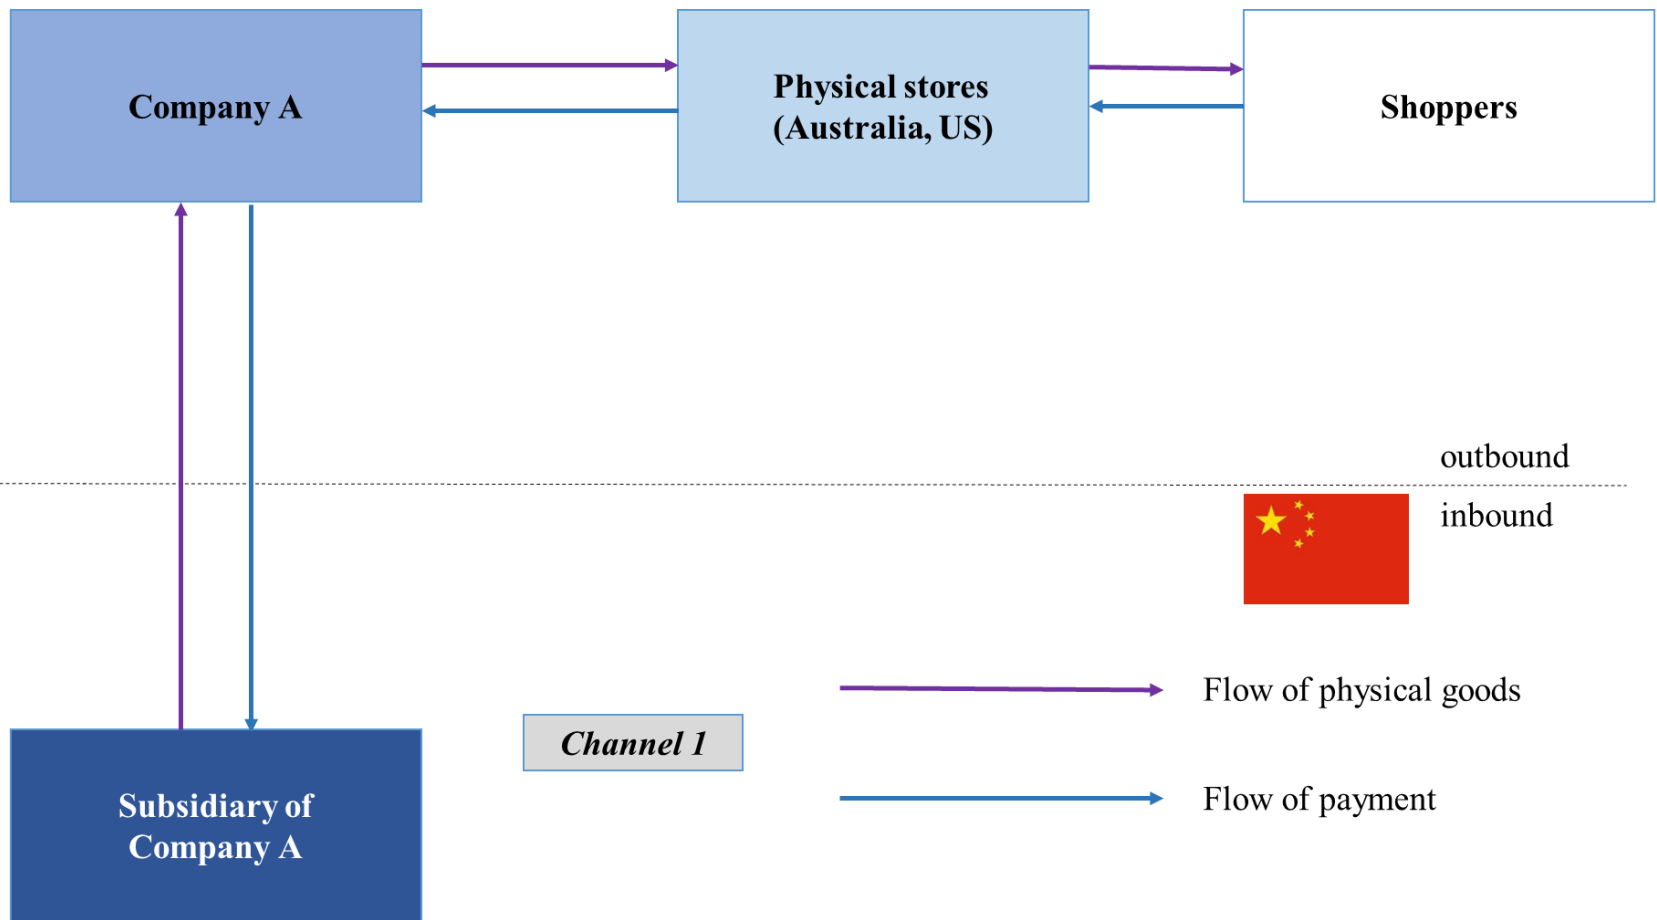 Company A
Physical stores
(Australia, US)
Shoppers
outbound
inbound
Flow of physical goods
Channel 1
Flow of payment
Subsidiary of
Company A